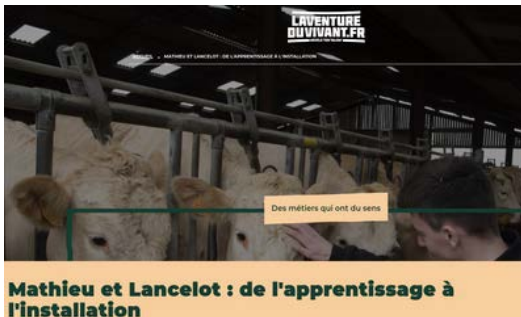 LAVENTURE
DUVIVANT.FR
ACCUEIL
MATHIEU ET LANCELOT : DE L'APPRENTISSAGE À L'INSTALLATION
Des métiers qui ont du sens
Mathieu et Lancelot : de l'apprentissage à
l'installation